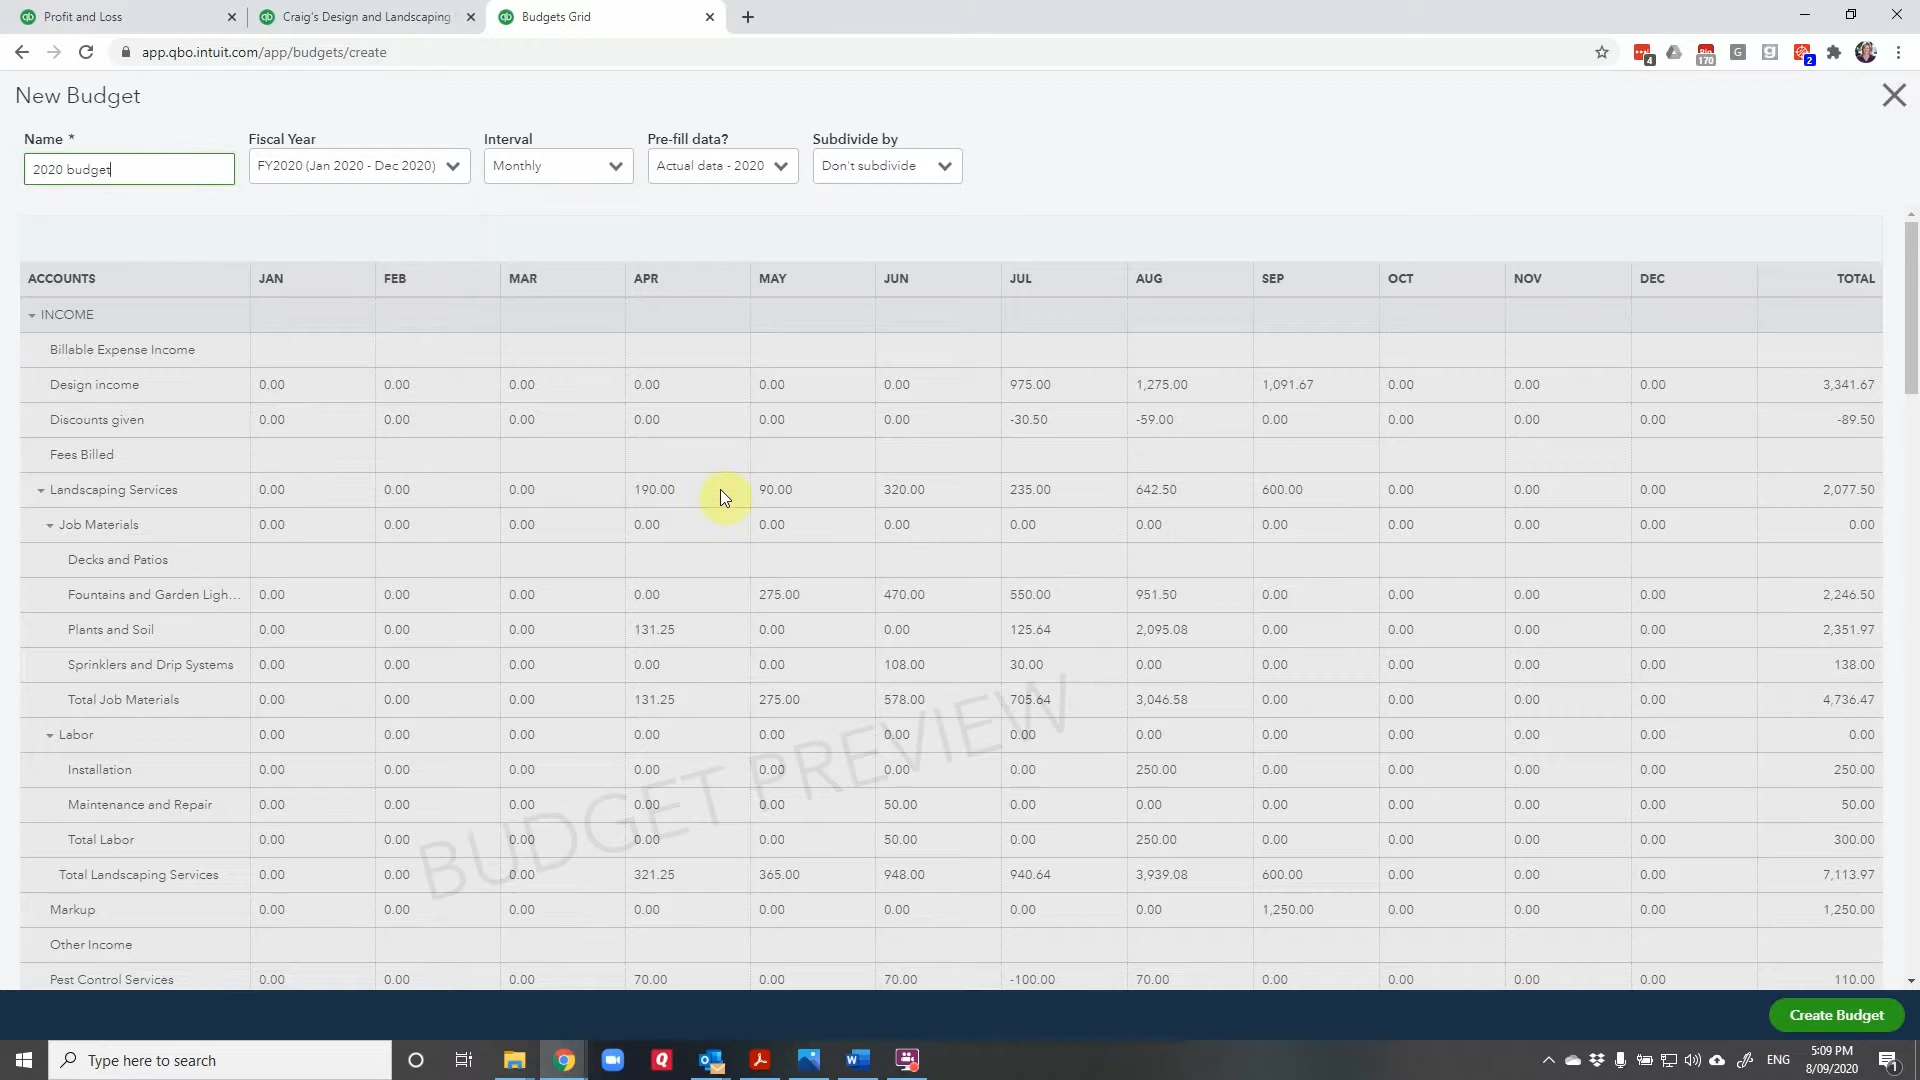 Profit and Loss
Craig's Design and Landscaping
Budgets Grid
app.qbo.intuit.com/app/budgets/create
4
170
2
New Budget
Name *
Fiscal Year
Interval
Pre-fill data?
Subdivide by
2020 budget
FY2020 (Jan 2020 - Dec 2020)
Monthly
Actual data - 2020
Don't subdivide
ACCOUNTS JAN FEB MAR APR MAY JUN JUL AUG SEP OCT NOV DEC TOTAL
INCOME
Billable Expense Income
Design income 0.00 0.00 0.00 0.00 0.00 0.00 975.00 1,275.00 1,091.67 0.00 0.00 0.00 3,341.67
Discounts given 0.00 0.00 0.00 0.00 0.00 0.00 -30.50 -59.00 0.00 0.00 0.00 0.00 -89.50
Fees Billed
Landscaping Services 0.00 0.00 0.00 190.00 90.00 320.00 235.00 642.50 600.00 0.00 0.00 0.00 2,077.50
Job Materials 0.00 0.00 0.00 0.00 0.00 0.00 0.00 0.00 0.00 0.00 0.00 0.00 0.00
Decks and Patios
Fountains and Garden Ligh... 0.00 0.00 0.00 0.00 275.00 470.00 550.00 951.50 0.00 0.00 0.00 0.00 2,246.50
Plants and Soil 0.00 0.00 0.00 131.25 0.00 0.00 125.64 2,095.08 0.00 0.00 0.00 0.00 2,351.97
Sprinklers and Drip Systems 0.00 0.00 0.00 0.00 0.00 108.00 30.00 0.00 0.00 0.00 0.00 0.00 138.00
Total Job Materials 0.00 0.00 0.00 131.25 275.00 578.00 705.64 3,046.58 0.00 0.00 0.00 0.00 4,736.47
Labor 0.00 0.00 0.00 0.00 0.00 0.00 0.00 0.00 0.00 0.00 0.00 0.00 0.00
Installation 0.00 0.00 0.00 0.00 0.00 0.00 0.00 250.00 0.00 0.00 0.00 0.00 250.00
Maintenance and Repair 0.00 0.00 0.00 0.00 0.00 50.00 0.00 0.00 0.00 0.00 0.00 0.00 50.00
Total Labor 0.00 0.00 0.00 0.00 0.00 50.00 0.00 250.00 0.00 0.00 0.00 0.00 300.00
Total Landscaping Services 0.00 0.00 0.00 321.25 365.00 948.00 940.64 3,939.08 600.00 0.00 0.00 0.00 7,113.97
Markup 0.00 0.00 0.00 0.00 0.00 0.00 0.00 0.00 1,250.00 0.00 0.00 0.00 1,250.00
Other Income
Pest Control Services 0.00 0.00 0.00 70.00 0.00 70.00 -100.00 70.00 0.00 0.00 0.00 0.00 110.00
BUDGET PREVIEW
Create Budget
Type here to search
ENG
5:09 PM
8/09/2020
1